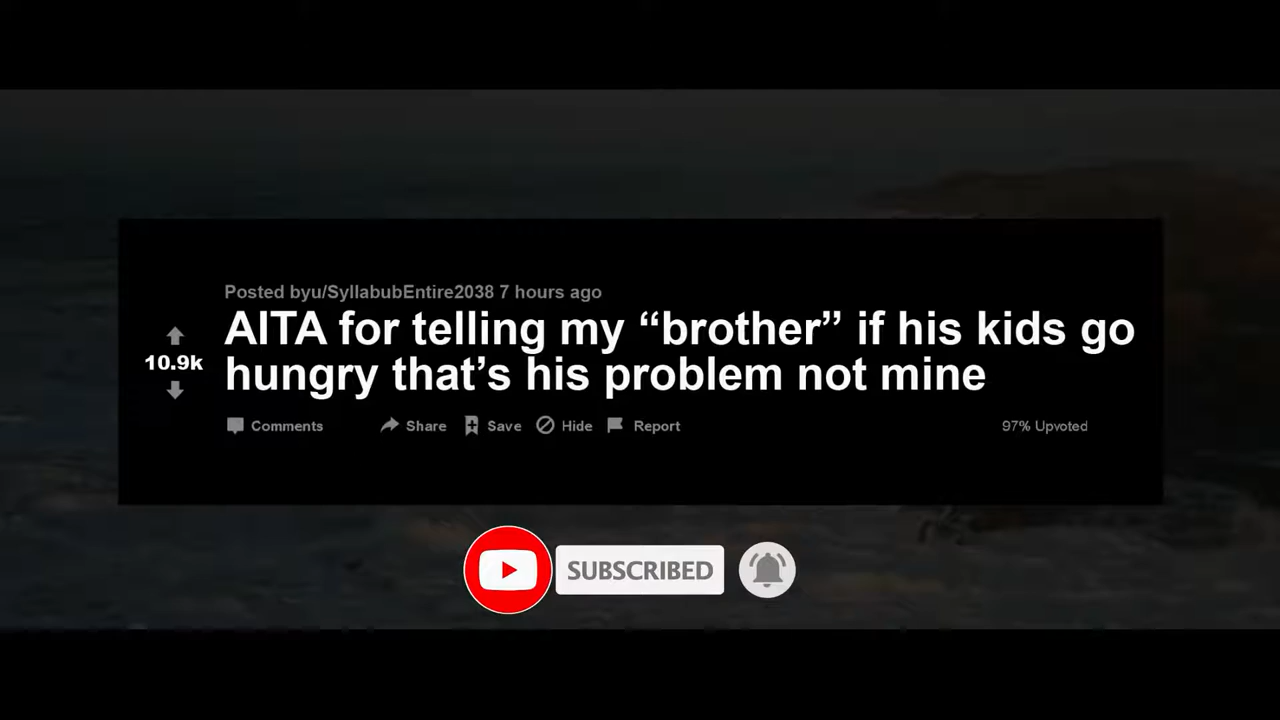 Posted byu/SyllabubEntire2038 7 hours ago
AITA for telling my “brother” if his kids go
hungry that’s his problem not mine
10.9k
Comments Share Save Hide Report 97% Upvoted
SUBSCRIBED